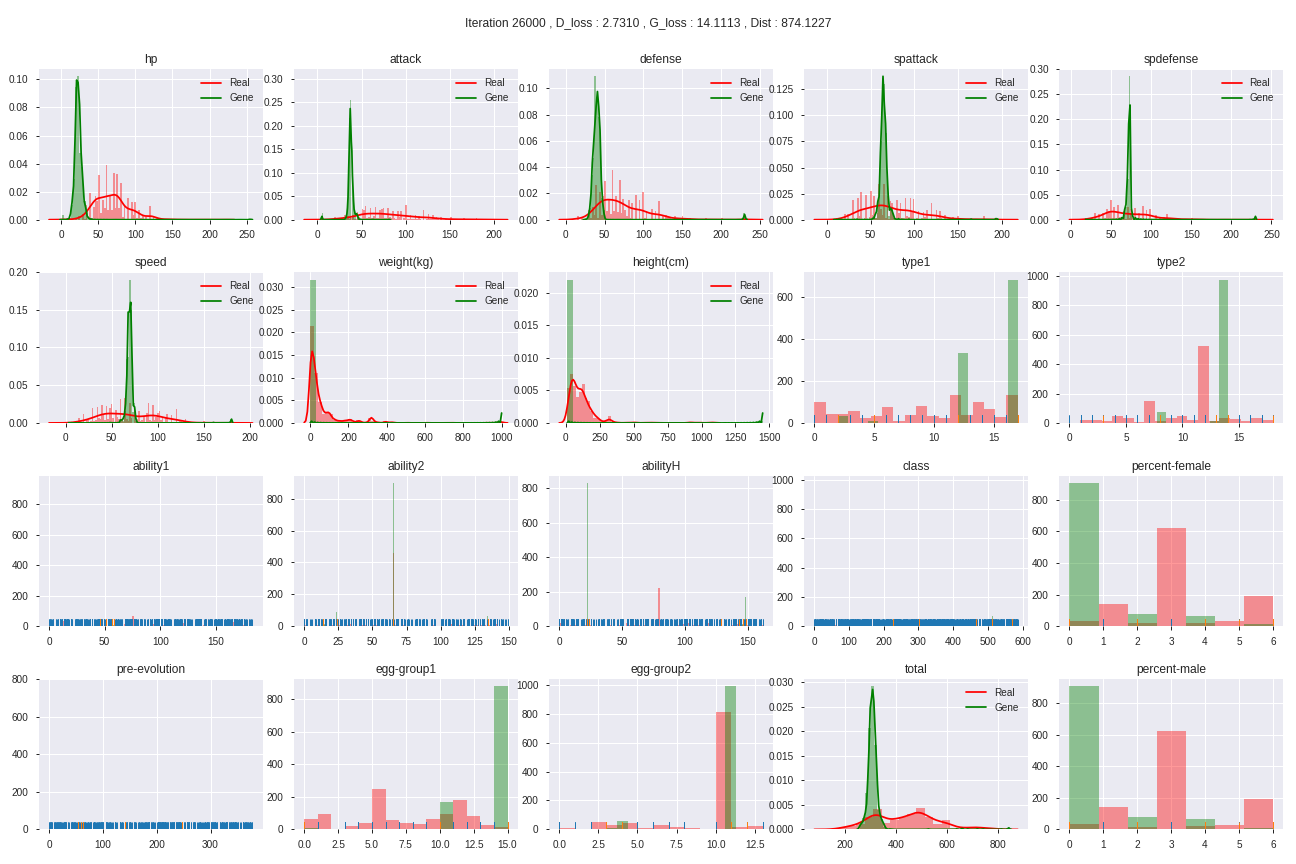 Iteration 26000 , D_loss : 2.7310 , G_loss : 14.1113 , Dist : 874.1227
hp
attack
defense
spattack
spdefense
Real
Gene
Real
Gene
Real
Gene
Real
Gene
Real
Gene
0.10
0.08
0.06
0.04
0.02
0.00
0.30
0.25
0.20
0.15
0.10
0.05
0.00
0.10
0.08
0.06
0.04
0.02
0.00
0.125
0.100
0.075
0.050
0.025
0.000
0.30
0.25
0.20
0.15
0.10
0.05
0.00
0 50 100 150 200 250
0 50 100 150 200
0 50 100 150 200 250
0 50 100 150 200
0 50 100 150 200 250
speed
weight(kg)
height(cm)
type1
type2
Real
Gene
Real
Gene
Real
Gene
0.20
0.15
0.10
0.05
0.00
0.030
0.025
0.020
0.015
0.010
0.005
0.000
0.020
0.015
0.010
0.005
0.000
600
400
200
0
1000
800
600
400
200
0
0 50 100 150 200
0 200 400 600 800 1000
0 250 500 750 1000 1250 1500
0 5 10 15
0 5 10 15
ability1
ability2
abilityH
class
percent-female
800
600
400
200
0
800
600
400
200
0
800
600
400
200
0
1000
800
600
400
200
0
800
600
400
200
0
0 50 100 150
0 25 50 75 100 125 150
0 50 100 150
0 100 200 300 400 500 600
0 1 2 3 4 5 6
pre-evolution
egg-group1
egg-group2
total
percent-male
Real
Gene
800
600
400
200
0
800
600
400
200
0
1000
800
600
400
200
0
0.030
0.025
0.020
0.015
0.010
0.005
0.000
800
600
400
200
0
0 100 200 300
0.0 2.5 5.0 7.5 10.0 12.5 15.0
0.0 2.5 5.0 7.5 10.0 12.5
200 400 600 800
0 1 2 3 4 5 6